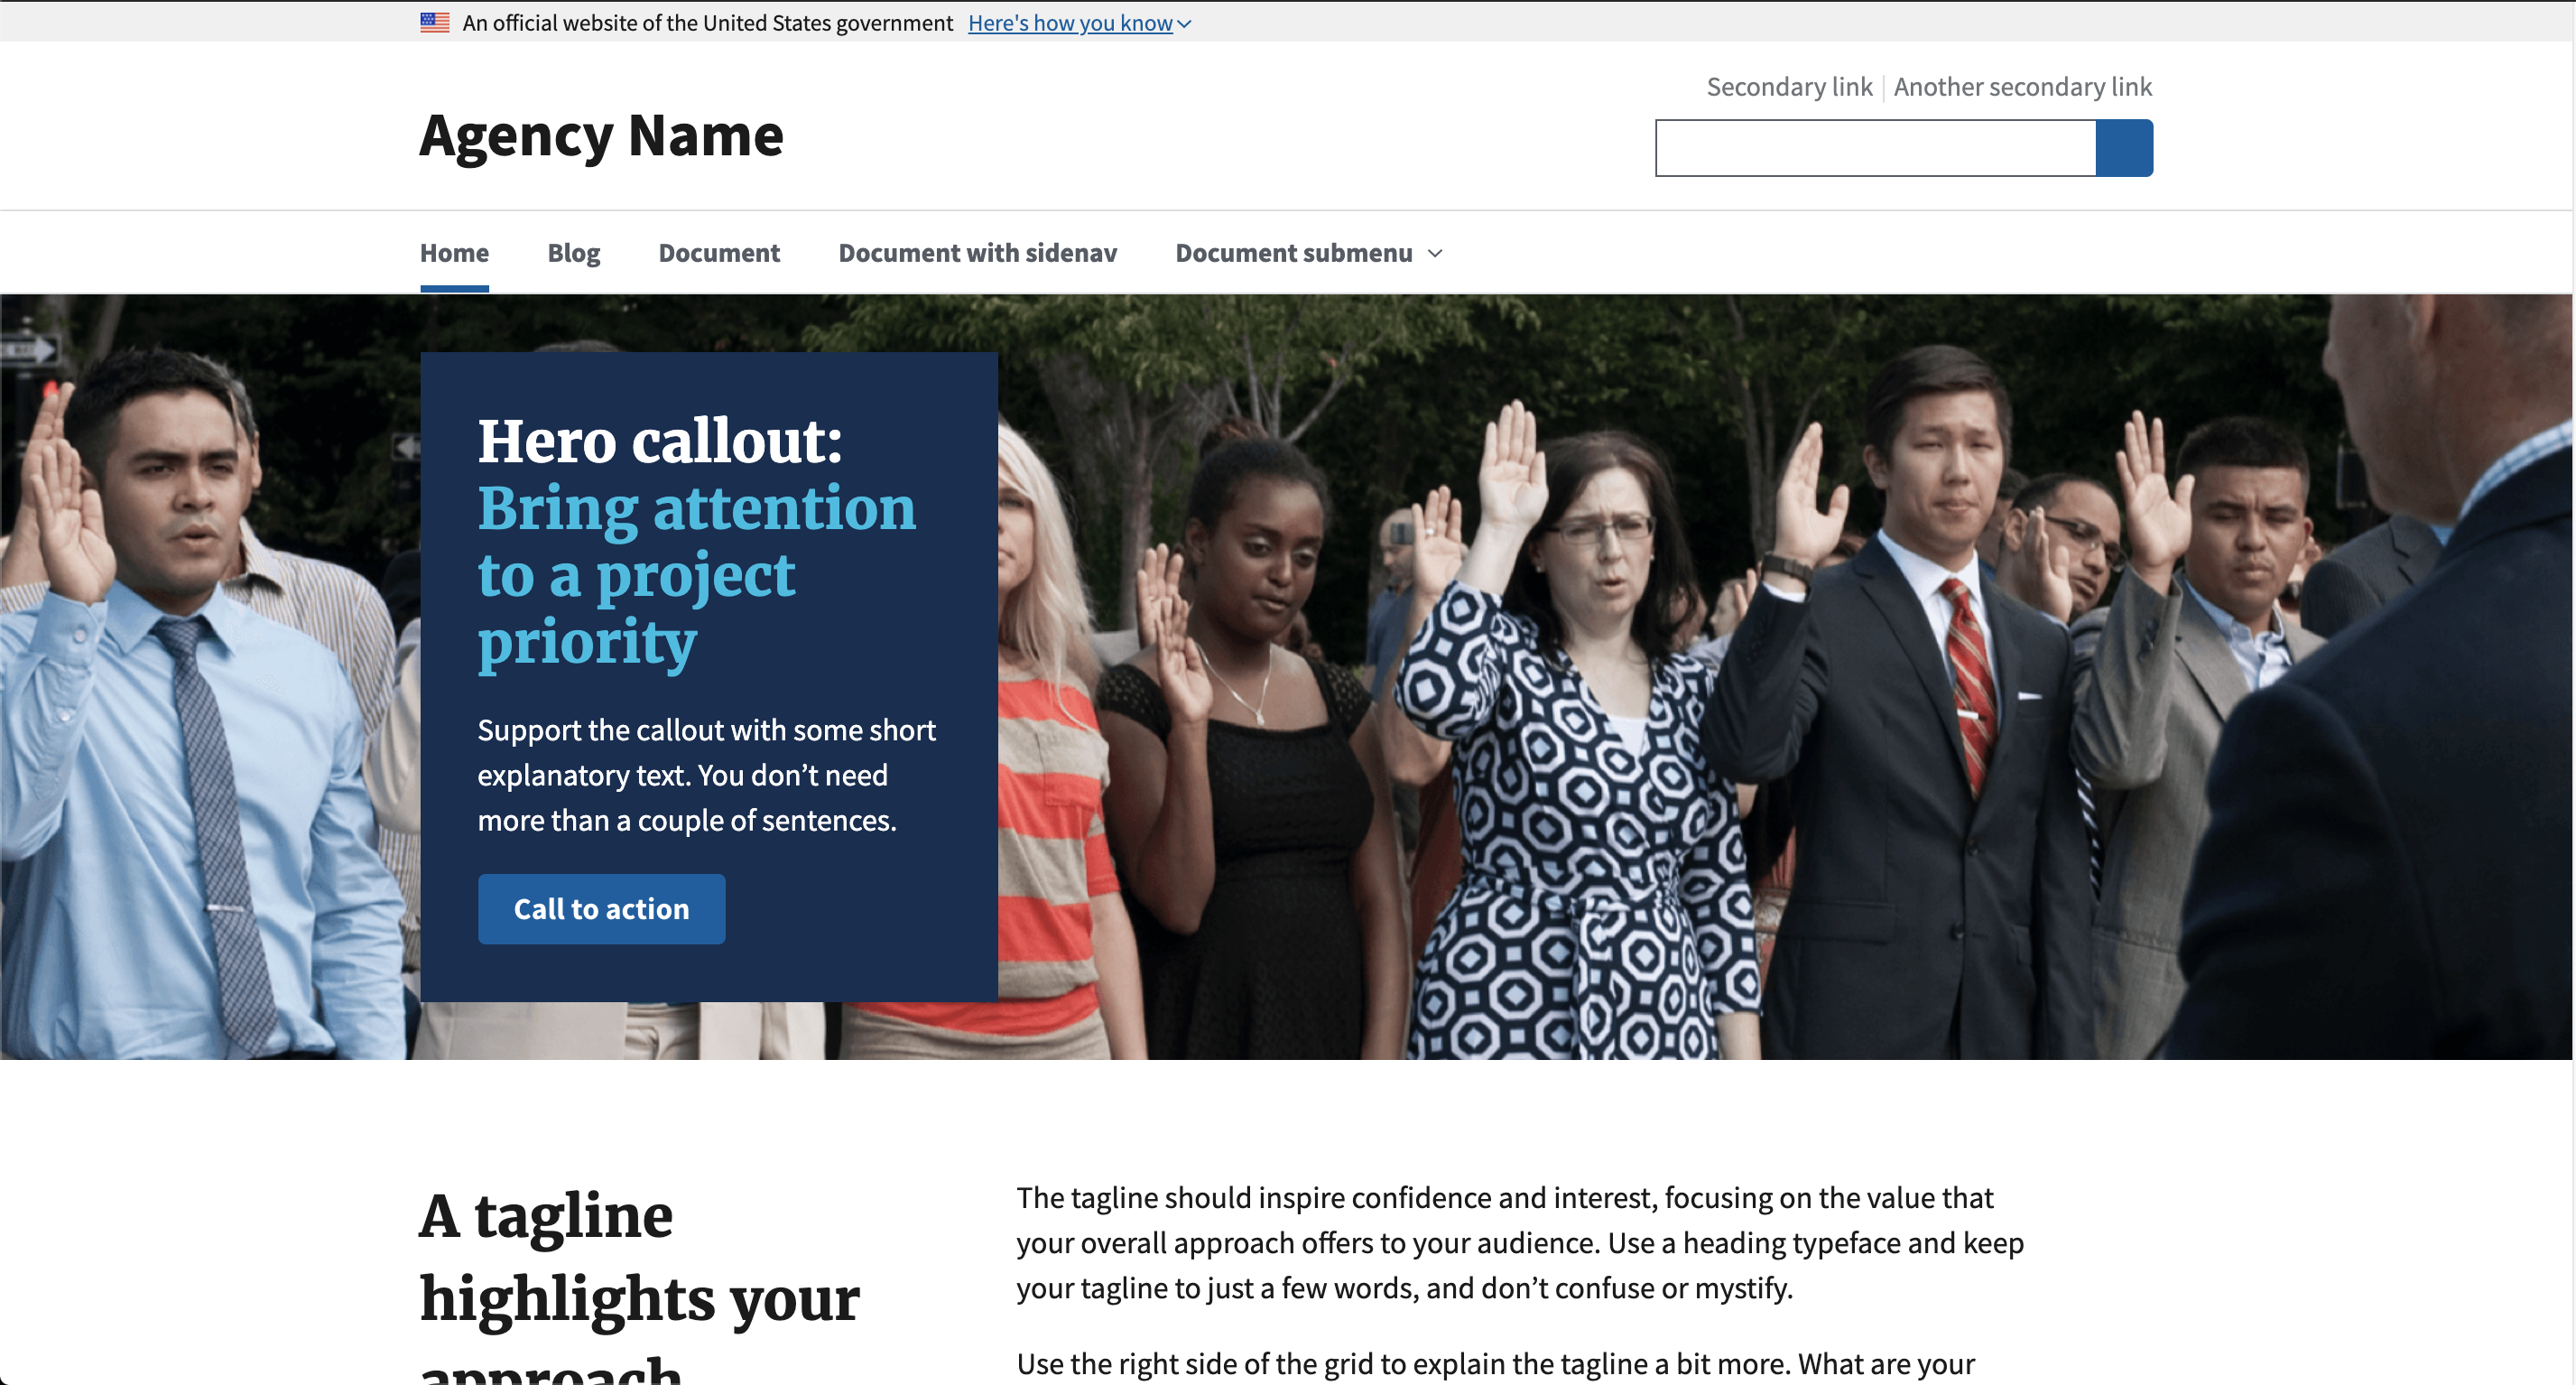 An official website of the United States government Here's how you know
Secondary link
Another secondary link
Agency Name
Home
Blog
Document
Document with sidenav
Document submenu
Hero callout:
Bring attention
to a project
priority
Support the callout with some short
explanatory text. You don’t need
more than a couple of sentences.
Call to action
A tagline
highlights your
approach
The tagline should inspire confidence and interest, focusing on the value that
your overall approach offers to your audience. Use a heading typeface and keep
your tagline to just a few words, and don’t confuse or mystify.
Use the right side of the grid to explain the tagline a bit more. What are your